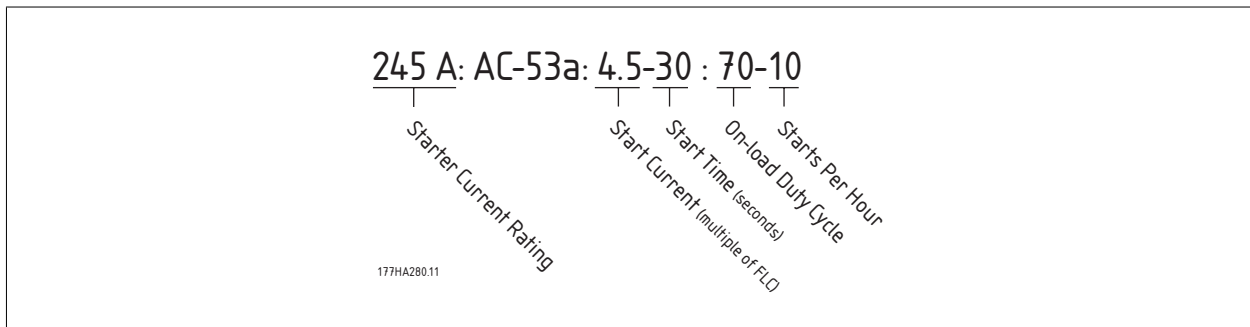 245 A: AC-53a: 4.5-30 : 70-10
Starter Current Rating
Start Current (multiple of FLC)
Start Time (seconds)
On-load Duty Cycle
Starts Per Hour
177HA280.11